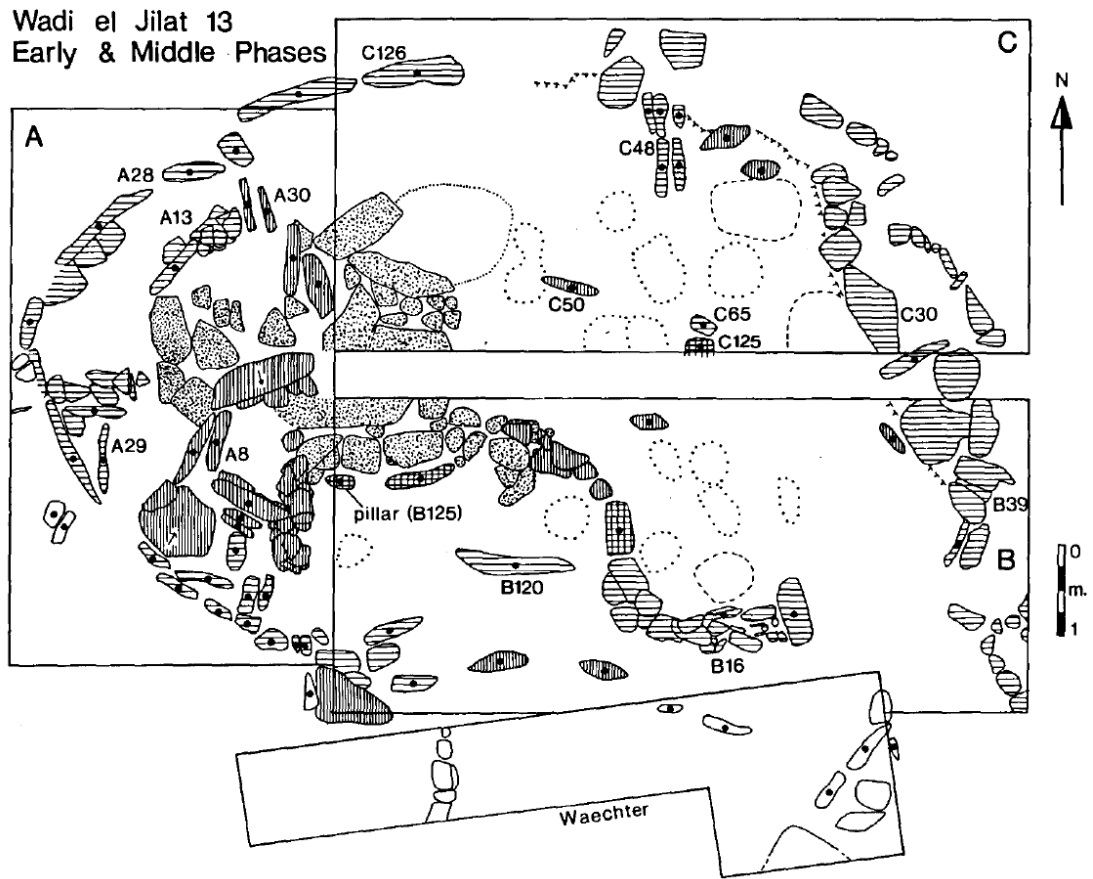 Wadi el Jilat 13
Early & Middle Phases
C126
C
N
A
A28
A13
A30
C48
C50
C65
C125
C30
A29
A8
pillar (B125)
B39
B120
B
B16
0
m.
1
Waechter